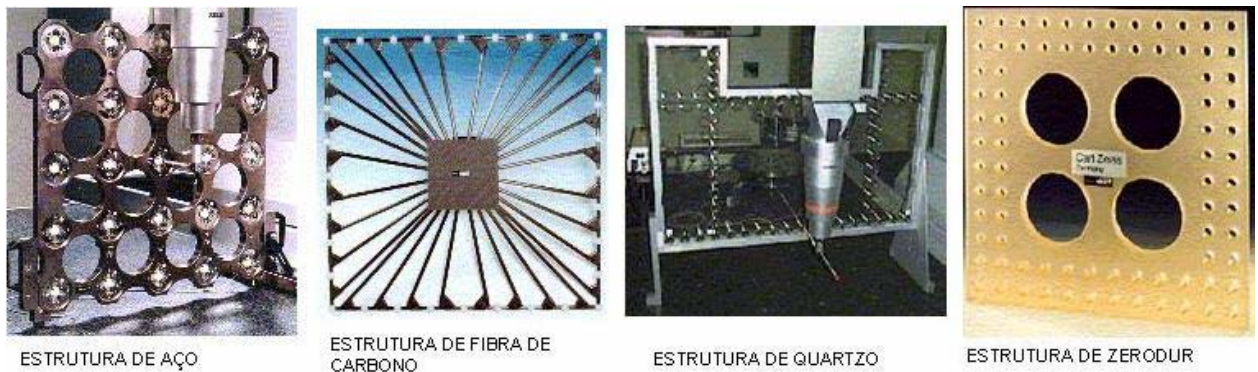 Carl Zeiss
ESTRUTURA DE AÇO
ESTRUTURA DE FIBRA DE
CARBONO
ESTRUTURA DE QUARTZO
ESTRUTURA DE ZERODUR